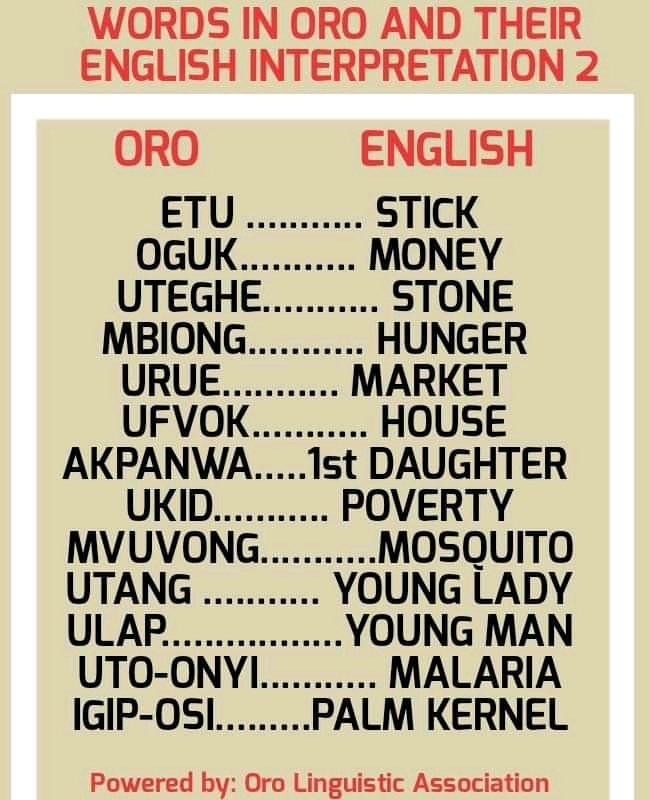 WORDS IN ORO AND THEIR
ENGLISH INTERPRETATION 2
ORO ENGLISH
ETU ........... STICK
OGUK........... MONEY
UTEGHE........... STONE
MBIONG........... HUNGER
URUE........... MARKET
UFVOK........... HOUSE
AKPANWA.....1st DAUGHTER
UKID........... POVERTY
MVUVONG...........MOSQUITO
UTANG ........... YOUNG LADY
ULAP.................YOUNG MAN
UTO-ONYI........... MALARIA
IGIP-OSI.........PALM KERNEL
Powered by: Oro Linguistic Association